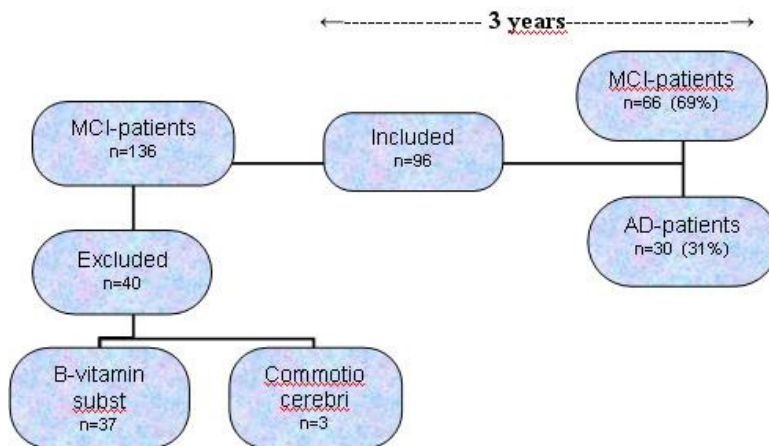 ←---------------------- 3 years----------------------→
MCI-patients
n=136
Included
n=96
MCI-patients
n=66 (69%)
AD-patients
n=30 (31%)
Excluded
n=40
B-vitamin
subst
n=37
Commotio
cerebri
n=3